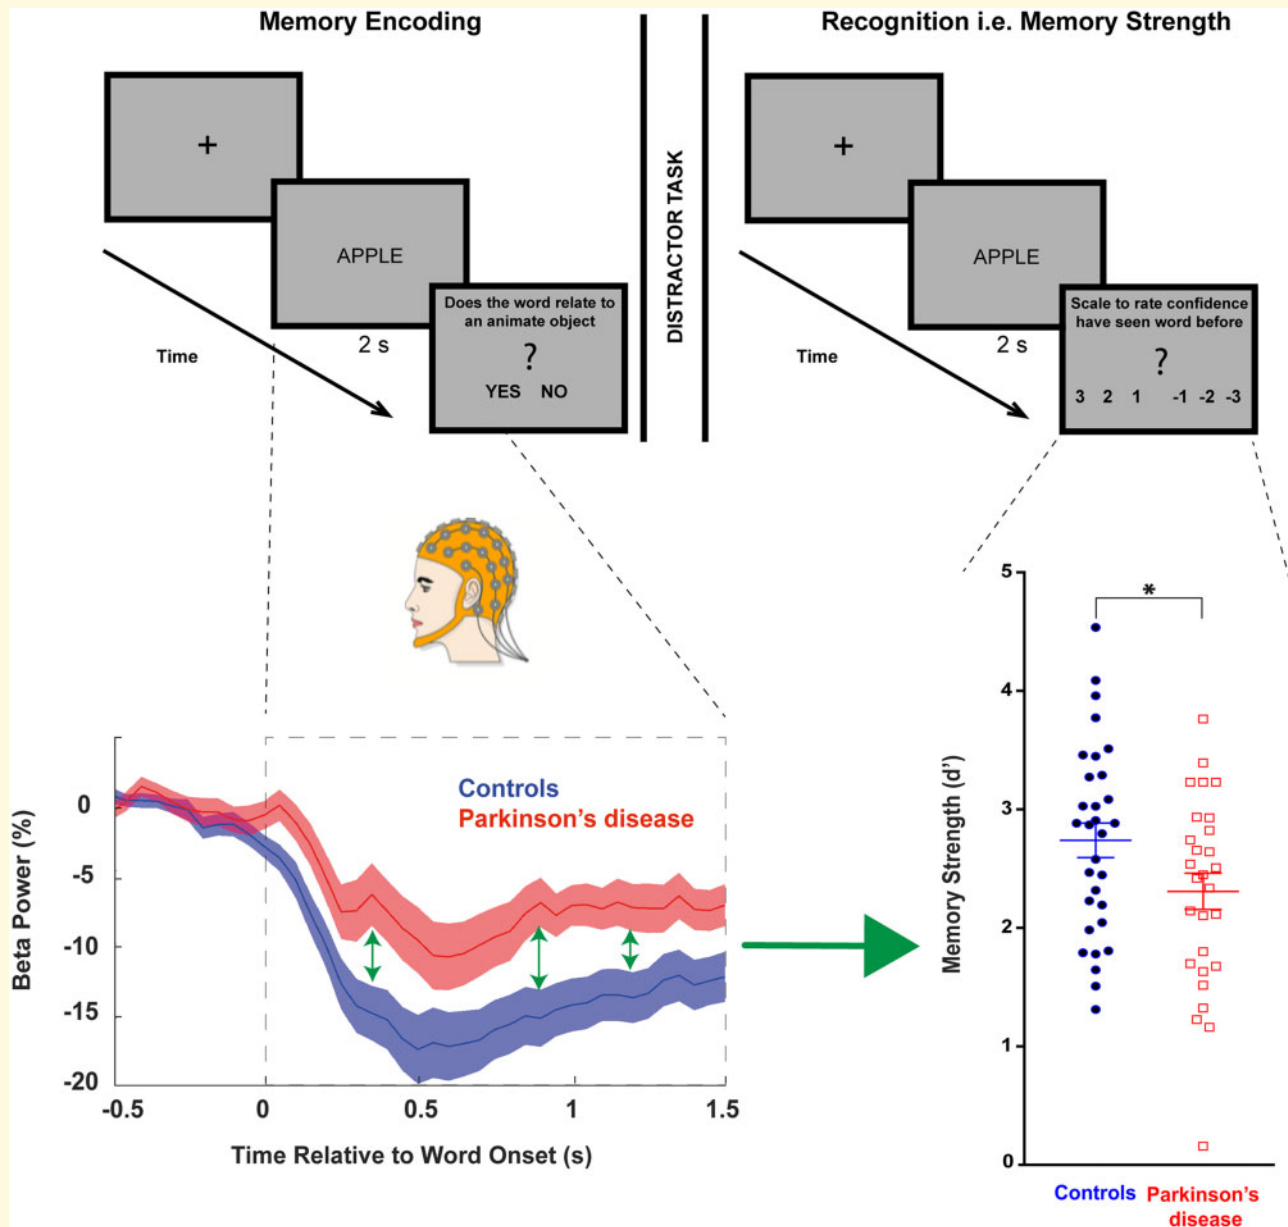 Memory Encoding
Recognition i.e. Memory Strength
+
APPLE
2 s
Does the word relate to
an animate object
?
YES NO
Time
DISTRACTOR TASK
+
APPLE
2 s
Scale to rate confidence
have seen word before
?
3 2 1 -1 -2 -3
Time
Controls
Parkinson's disease
Beta Power (%)
0
-5
-10
-15
-20
-0.5 0 0.5 1 1.5
Time Relative to Word Onset (s)
Memory Strength (d')
5
4
3
2
1
0
*
Controls
Parkinson's
disease